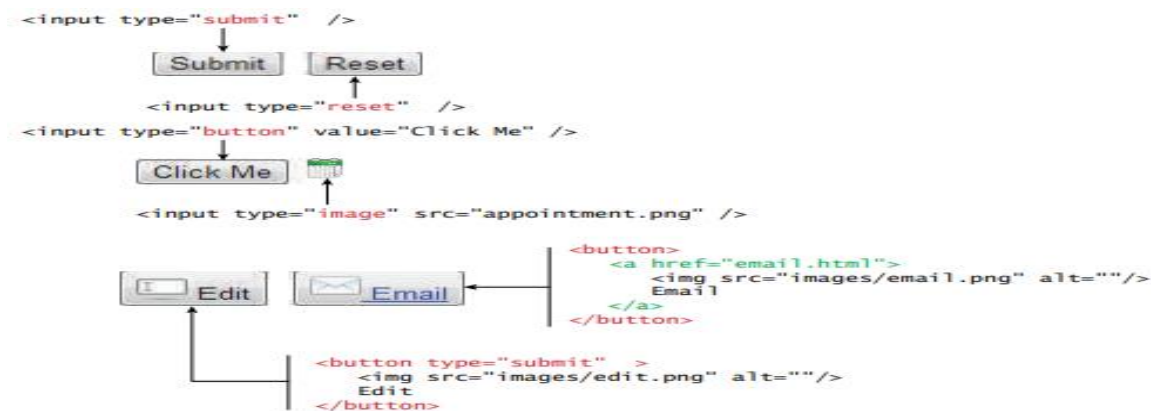 <input type="submit" />
Submit Reset
<input type="reset" />
<input type="button" value="Click Me" />
Click Me
<input type="image" src="appointment.png" />
<button>
<a href="email.html">
<img src="images/email.png" alt=""/>
Email
</a>
</button>
Edit Email
<button type="submit" >
<img src="images/edit.png" alt=""/>
Edit
</button>